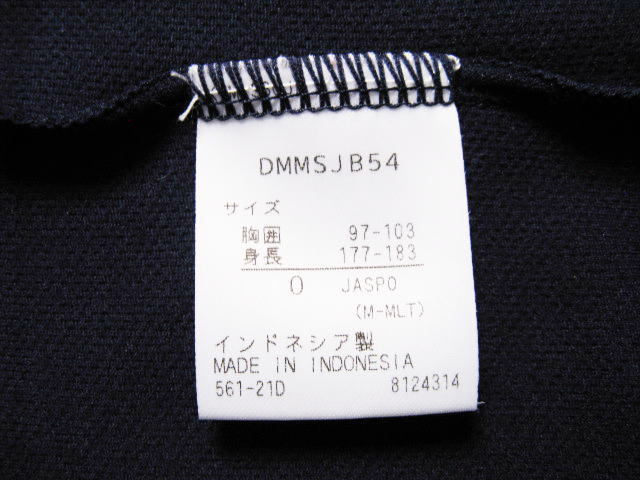 DMMSJB54
サイズ
胸囲 97-103
身長 177-183
O JASPO
(M-MLT)
インドネシア製
MADE IN INDONESIA
561-21D 8124314